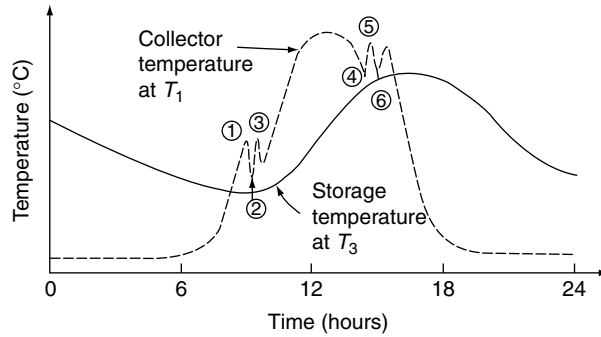 Temperature (°C)
Collector
temperature
at T1
①
③
②
⑤
④
⑥
Storage
temperature
at T3
0
6
12
18
24
Time (hours)